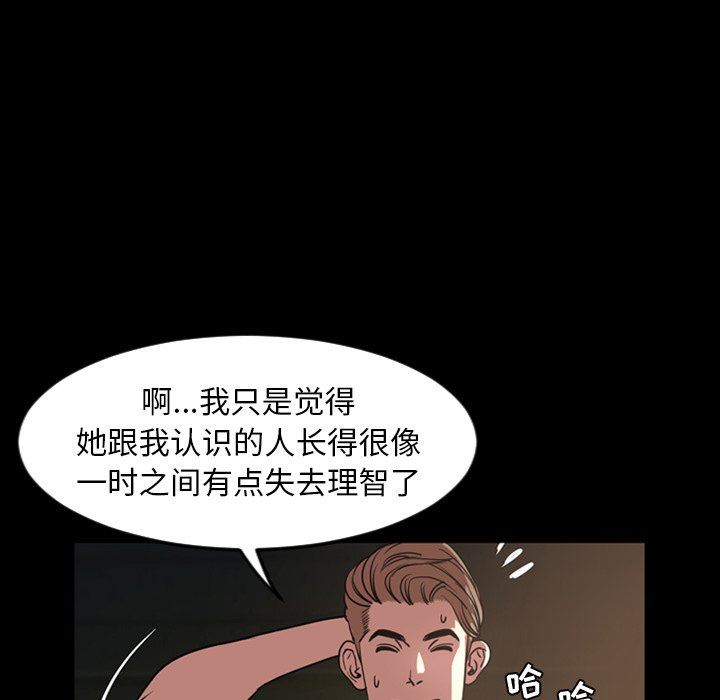 啊...我只是觉得
她跟我认识的人长得很像
一时之间有点失去理智了
哈
哈